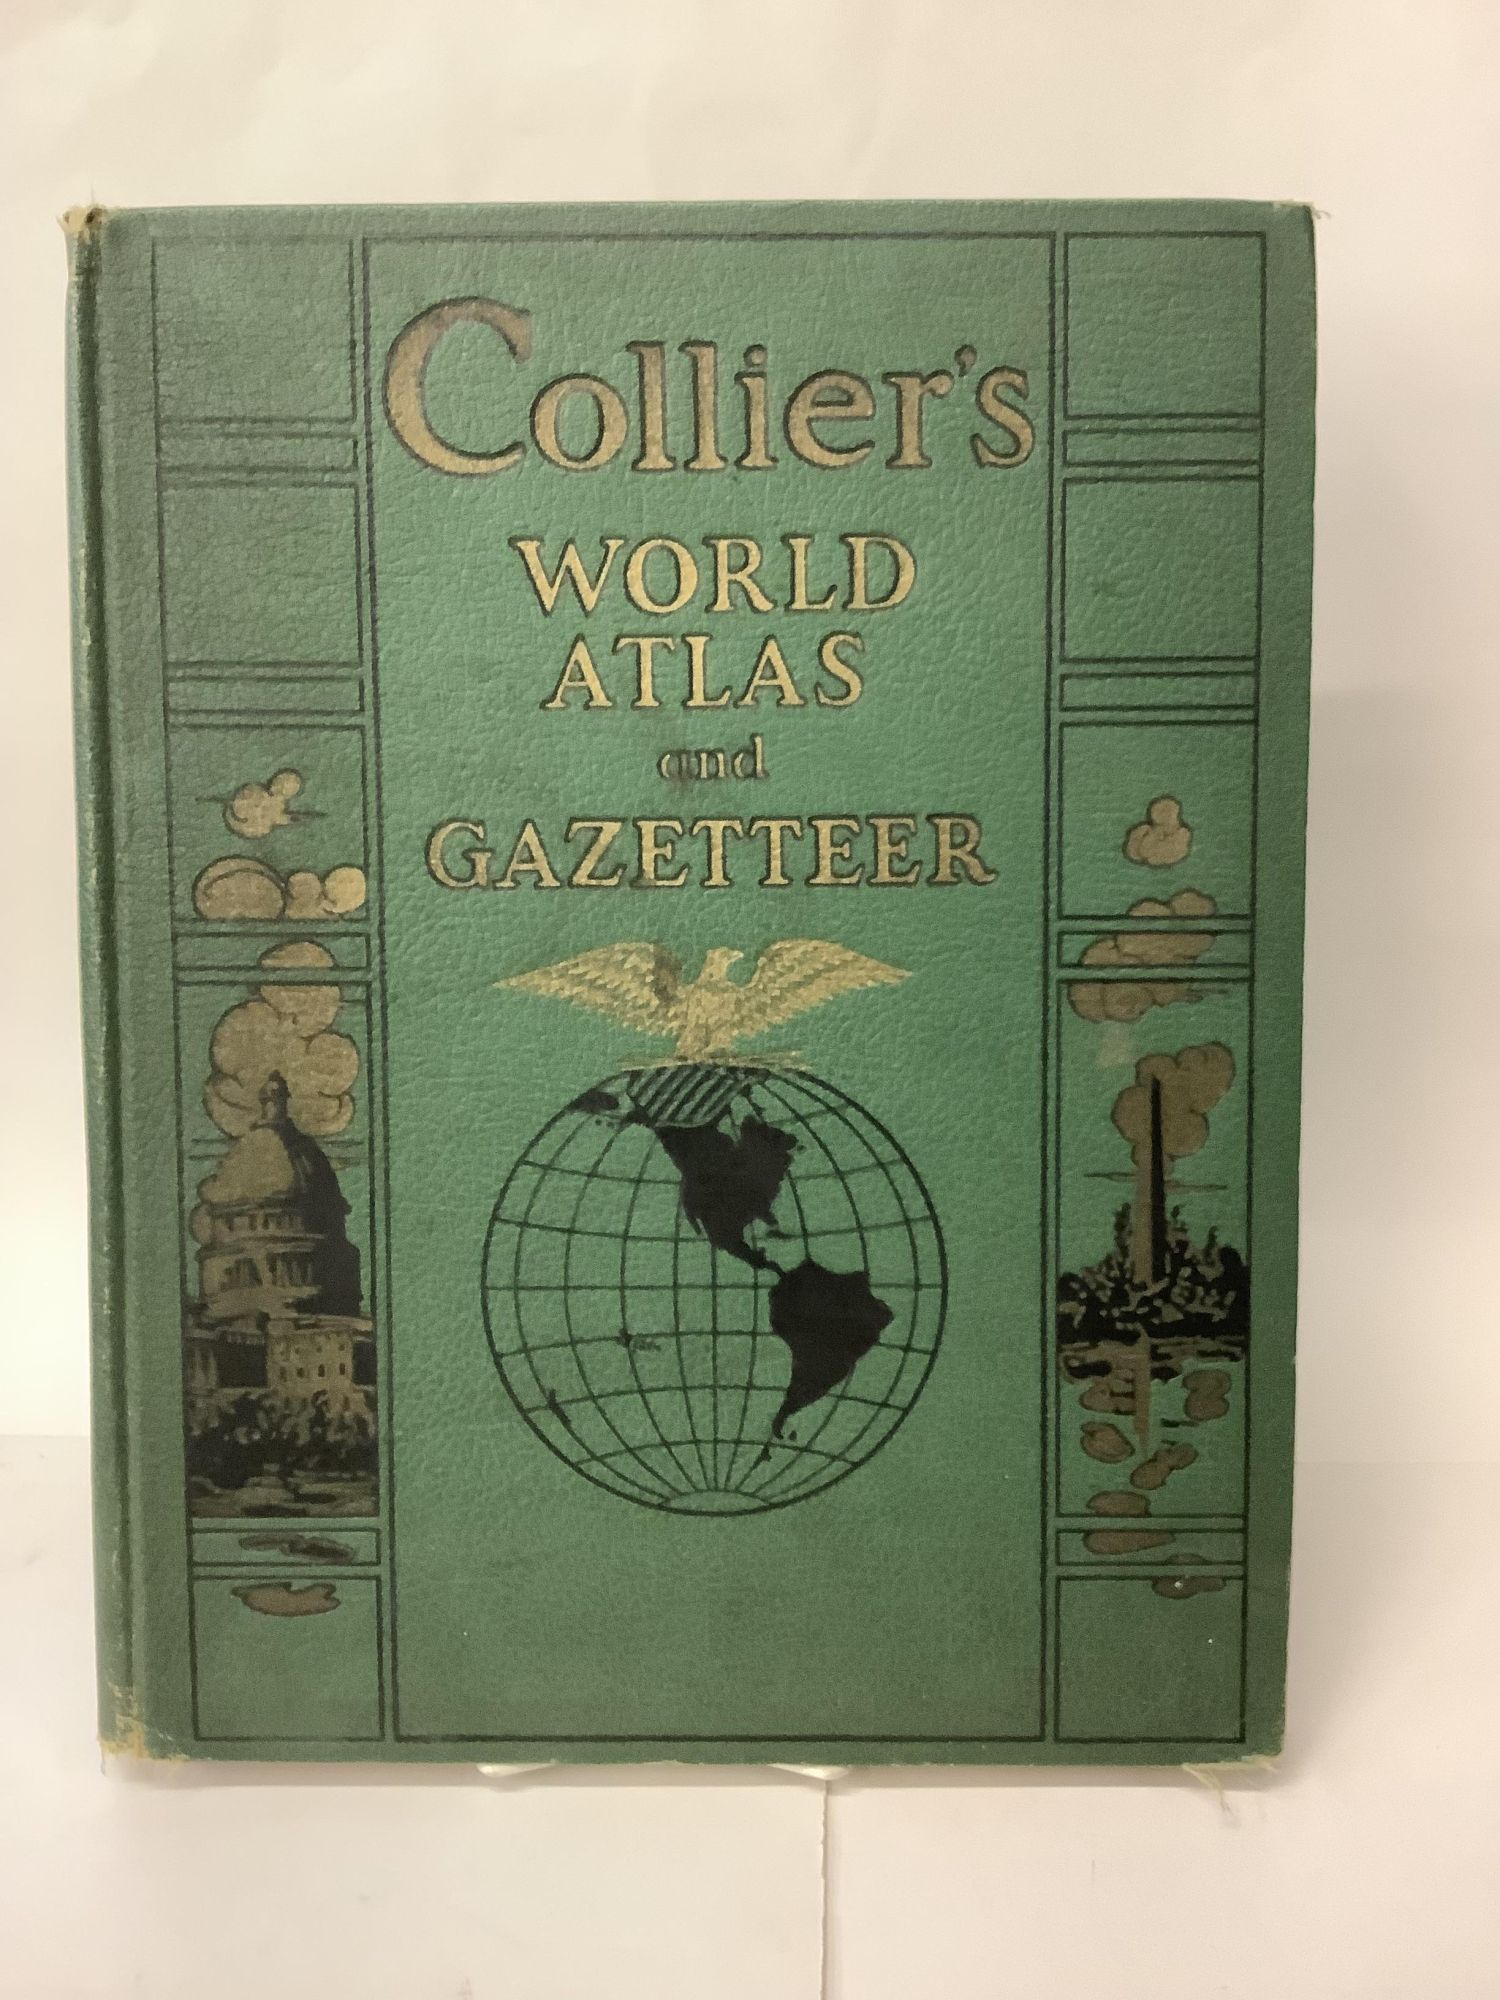 Collier's
WORLD
ATLAS
and
GAZETTEER